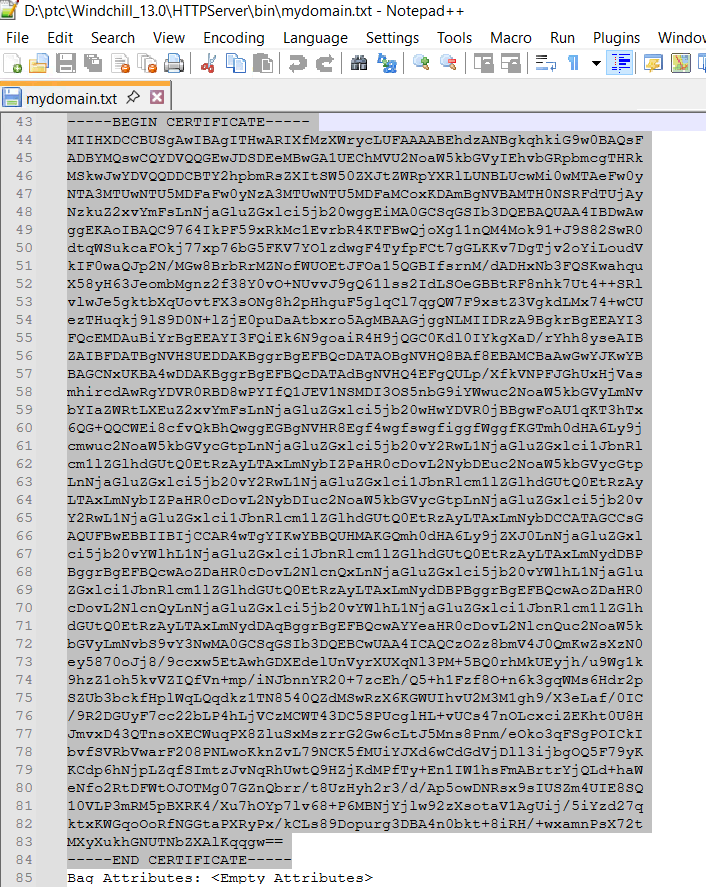 D:\ptc\Windchill_13.0\HTTPServer\bin\mydomain.txt - Notepad++
File Edit Search View Encoding Language Settings Tools Macro Run Plugins Window
mydomain.txt
43 -----BEGIN CERTIFICATE-----
44 MIIHXDCCBUSgAwIBAgITHwARIXfMzXWrycLUFAAAABEhdzANBgkqhkiG9w0BAQsF
45 ADBYMQswCQYDVQQGEwJDSDEeMBwGA1UEChMVU2NoaW5kbGVyIEhvbGRpbmcgTHRk
46 MSkwJwYDVQQDDCBTY2hpbmRsZXItSW50ZXJtZWRpYXRlLUNBLUcwMi0wMTAeFw0y
47 NTA3MTUwNTU5MDFaFw0yNzA3MTUwNTU5MDFaMCoxKDAmBgNVBAMTH0NSRFdTUjAy
48 NzkuZ2xvYmFsLnNjaGluZGxlci5jb20wggEiMA0GCSqGSIb3DQEBAQUAA4IBDwAw
49 ggEKAoIBAQC9764IkPF59xRkMc1EvrbR4KTFBwQjoXg11nQM4Mok91+J9S82SwR0
50 dtqWSukcaFOkj77xp76bG5FKV7YOlzdwgF4TyfpFCt7gGLKKv7DgTjv2oYiLoudV
51 kIF0waQJp2N/MGw8BrbRrMZNofWUOEtJFOa15QGBIfsrnM/dADHxNb3FQSKwahqu
52 X58yH63JeombMgnz2f38Y0vO+NUvvJ9gQ61lss2IdLSOeGBBtRF8nhk7Ut4++SRl
53 vlwJe5gktbXqUovtFX3sONg8h2pHhguF5glqCl7qgQW7F9xstZ3VgkdLMx74+wCU
54 ezTHuqkj9lS9D0N+lZjE0puDaAtbxro5AgMBAAGjggNLMIIDRzA9BgkrBgEEAYI3
55 FQcEMDAuBiYrBgEEAYI3FQiEk6N9goaiR4H9jQGC0Kdl0IYkgXaD/rYhh8yseAIB
56 ZAIBFDATBgNVHSUEDDAKBggrBgEFBQcDATAOBgNVHQ8BAf8EBAMCBaAwGwYJKwYB
57 BAGCNxUKBA4wDDAKBggrBgEFBQcDATAdBgNVHQ4EFgQULp/XfkVNPFJGhUxHjVas
58 mhircdAwRgYDVR0RBD8wPYIfQ1JEV1NSMDI3OS5nbG9iYWwuc2NoaW5kbGVyLmNv
59 bYIaZWRtLXEuZ2xvYmFsLnNjaGluZGxlci5jb20wHwYDVR0jBBgwFoAU1qKT3hTx
60 6QG+QQCWEi8cfvQkBhQwggEGBgNVHR8Egf4wgfswgfiggfWggfKGTmh0dHA6Ly9j
61 cmwuc2NoaW5kbGVycGtpLnNjaGluZGxlci5jb20vY2RwL1NjaGluZGxlci1JbnRl
62 cm1lZGlhdGUtQ0EtRzAyLTAxLmNybIZPaHR0cDovL2NybDEuc2NoaW5kbGVycGtp
63 LnNjaGluZGxlci5jb20vY2RwL1NjaGluZGxlci1JbnRlcm1lZGlhdGUtQ0EtRzAy
64 LTAxLmNybIZPaHR0cDovL2NybDIuc2NoaW5kbGVycGtpLnNjaGluZGxlci5jb20v
65 Y2RwL1NjaGluZGxlci1JbnRlcm1lZGlhdGUtQ0EtRzAyLTAxLmNybDCCATAGCCsG
66 AQUFBwEBBIIBIjCCAR4wTgYIKwYBBQUHMAKGQmh0dHA6Ly9jZXJ0LnNjaGluZGxl
67 ci5jb20vYWlhL1NjaGluZGxlci1JbnRlcm1lZGlhdGUtQ0EtRzAyLTAxLmNydDBP
68 BggrBgEFBQcwAoZDaHR0cDovL2NlcnQxLnNjaGluZGxlci5jb20vYWlhL1NjaGlu
69 ZGxlci1JbnRlcm1lZGlhdGUtQ0EtRzAyLTAxLmNydDBPBggrBgEFBQcwAoZDaHR0
70 cDovL2NlcnQyLnNjaGluZGxlci5jb20vYWlhL1NjaGluZGxlci1JbnRlcm1lZGlh
71 dGUtQ0EtRzAyLTAxLmNydDAqBggrBgEFBQcwAYYeaHR0cDovL2NlcnQuc2NoaW5k
72 bGVyLmNvbS9vY3NwMA0GCSqGSIb3DQEBCwUAA4ICAQCzOZz8bmV4J0QmKwZsXzN0
73 ey5870oJj8/9ccxw5EtAwhGDXEdelUnVyrXUXqNl3PM+5BQ0rhMkUEyjh/u9Wg1k
74 9hzZ1oh5kvVZIQfVn+mp/iNJbnnYR20+7zcEh/Q5+h1Fzf8O+n6k3gqWMs6Hdr2p
75 SZUb3bckfHplWqLQqdkz1TN8540QZdMSwRzX6KGWUIhvU2M3M1gh9/X3eLaf/0IC
76 /9R2DGUyF7cc22bLP4hLjVCzMCWT43DC5SPUcglHL+vUCs47nOLcxciZEKht0U8H
77 JmvxD43QTnsoXECWuqPX8ZluSxMszrrG2Gw6cLtJ5Mns8Pnm/eOko3qFSgPOICkI
78 bvfSVRbVwarF208PNLwoKknZvL79NCK5fMUiYJXd6wCdGdVjDll3ijbgOQ5F79yK
79 KCdp6hNjpLZqfSImtzJvNqRhUwtQ9HZjKdMPfTy+En1IW1hsFmABrtrYjQLd+haW
80 eNfo2RtDFWtOJOTMg07GZnQbrr/t8UzHyh2r3/d/Ap5owDNRsx9sIUSZm4UIE8SQ
81 10VLP3mRM5pBXRK4/Xu7hOYp7lv68+P6MBNjYjlw92zXsotaV1AgUij/5iYzd27q
82 ktxKWGqoOoRfNGGtaPXRyPx/kCLs89Dopurg3DBA4n0bkt+8iRH/+wxamnPsX72t
83 MXyXukhGNUTNbZXAlKqqgw==
84 -----END CERTIFICATE-----
85 Bag Attributes: <Empty Attributes>